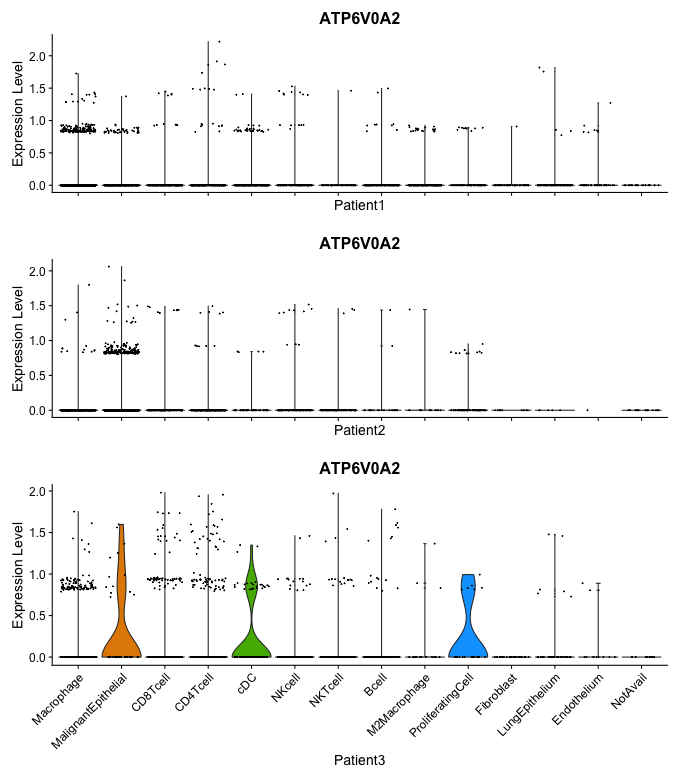 ATP6V0A2
Expression Level
2.0
1.5
1.0
0.5
0.0
Patient1
ATP6V0A2
Expression Level
2.0
1.5
1.0
0.5
0.0
Patient2
ATP6V0A2
Expression Level
2.0
1.5
1.0
0.5
0.0
Macrophage
MalignantEpithelial
CD8Tcell
CD4Tcell
cDC
NKcell
NKTcell
Bcell
M2Macrophage
ProliferatingCell
Fibroblast
LungEpithelium
Endothelium
NotAvail
Patient3